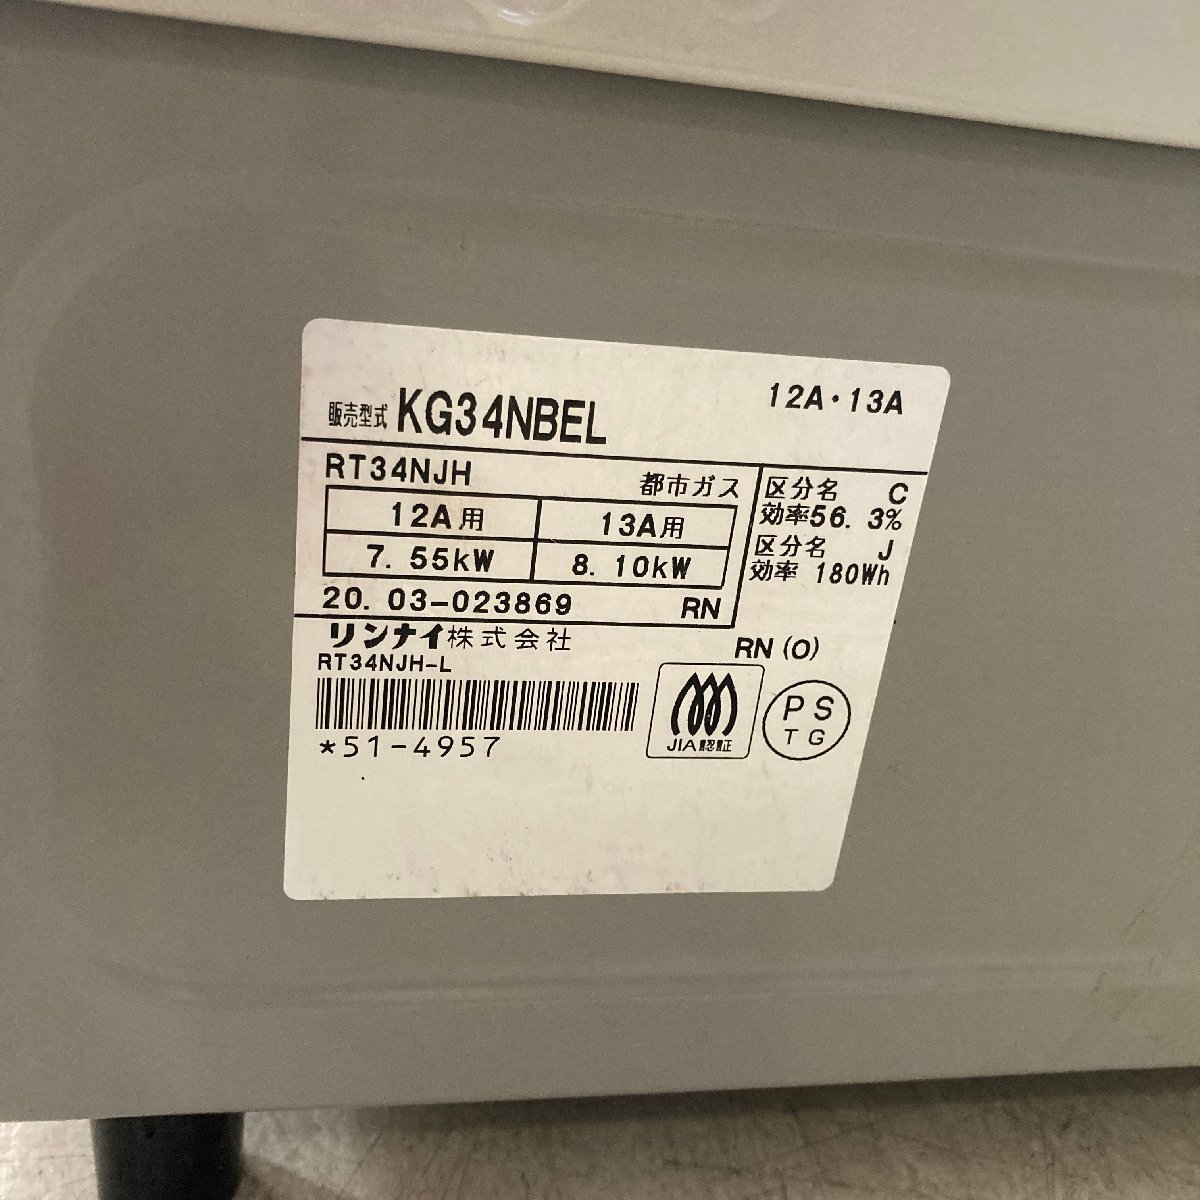 販売型式 KG34NBEL 12A・13A
RT34NJH 都市ガス
12A用 13A用
7.55kW 8.10kW
20.03-023869 RN
区分名 C
効率56.3%
区分名 J
効率 180Wh
リンナイ株式会社 RN(O)
RT34NJH-L
*51-4957
JIA認証
PS
TG